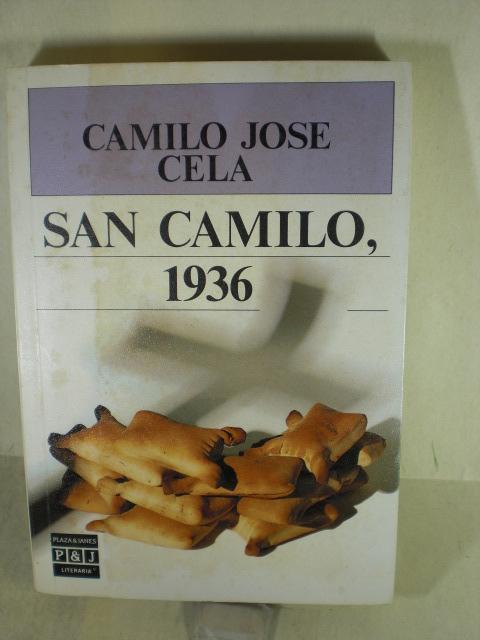 CAMILO JOSE
CELA
SAN CAMILO,
1936
PLAZA & JANES
P & J
LITERARIA